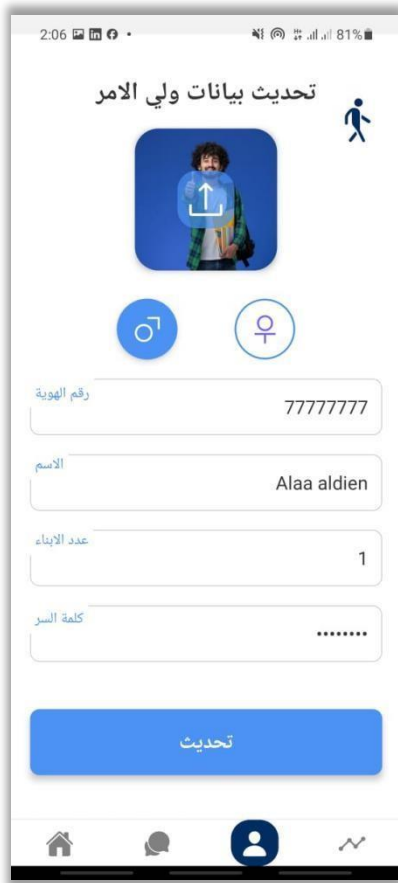 2:06
81%
تحديث بيانات ولي الامر
رقم الهوية
77777777
الاسم
Alaa aldien
عدد الابناء
1
كلمة السر
••••••••
تحديث